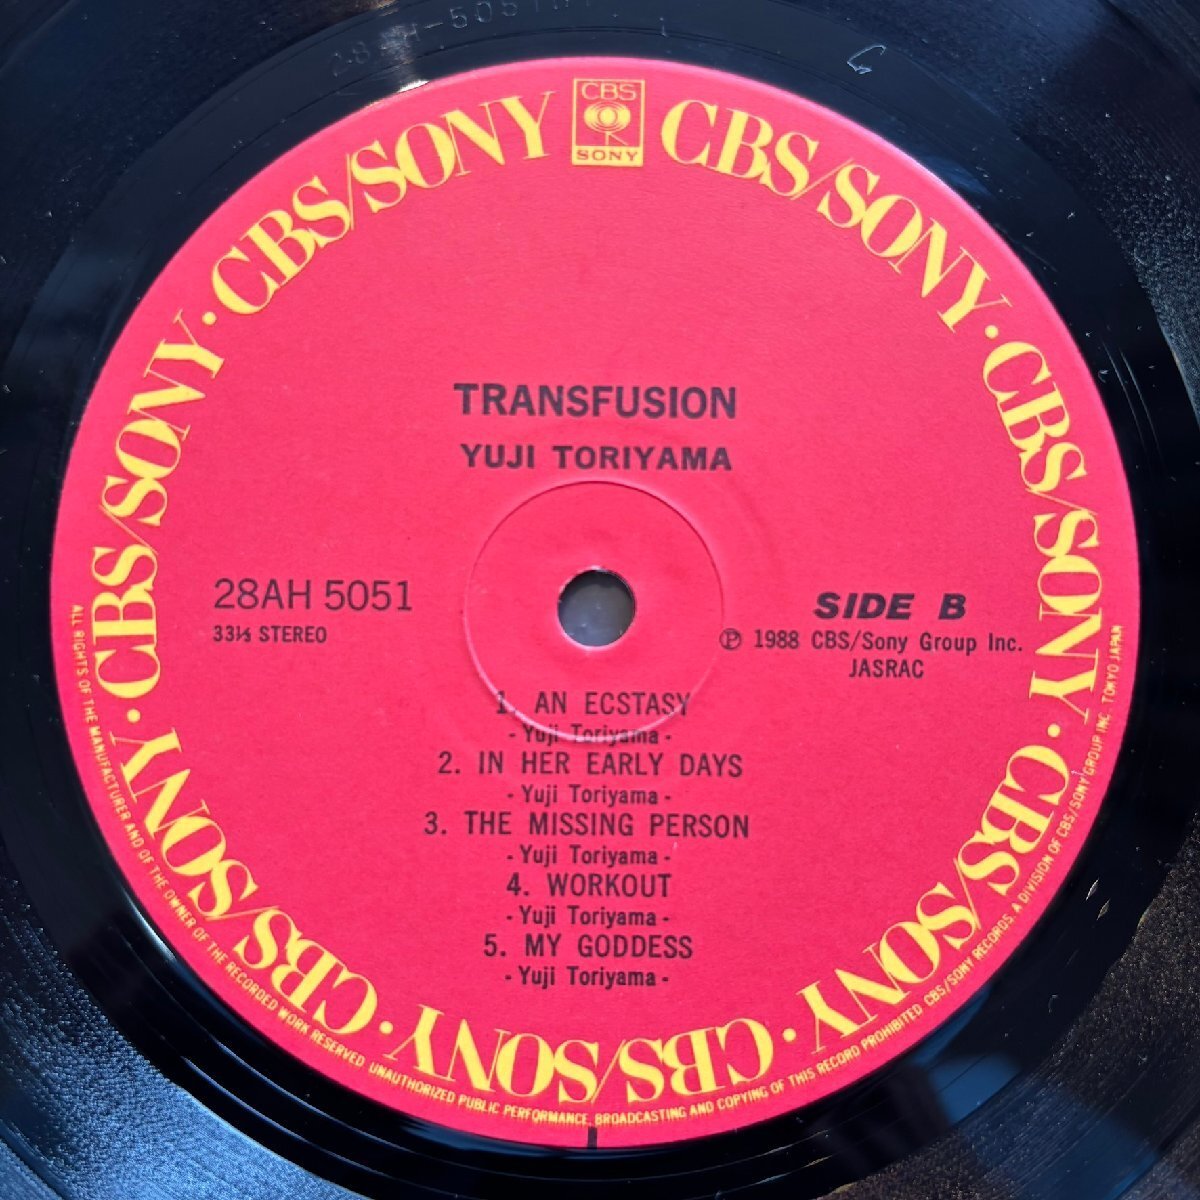 CBS
SONY
CBS/SONY · CBS/SONY · CBS/SONY · CBS/SONY · CBS/SONY · CBS/SONY · CBS/SONY · CBS/SONY
TRANSFUSION
YUJI TORIYAMA
28AH 5051
33⅓ STEREO
SIDE B
Ⓟ 1988 CBS/Sony Group Inc.
JASRAC
1. AN ECSTASY
- Yuji Toriyama -
2. IN HER EARLY DAYS
- Yuji Toriyama -
3. THE MISSING PERSON
- Yuji Toriyama -
4. WORKOUT
- Yuji Toriyama -
5. MY GODDESS
- Yuji Toriyama -
ALL RIGHTS OF THE MANUFACTURER AND OF THE OWNER OF THE RECORDED WORK RESERVED. UNAUTHORIZED PUBLIC PERFORMANCE, BROADCASTING AND COPYING OF THIS RECORD PROHIBITED CBS/SONY RECORDS. A DIVISION OF CBS/SONY GROUP INC. TOKYO JAPAN